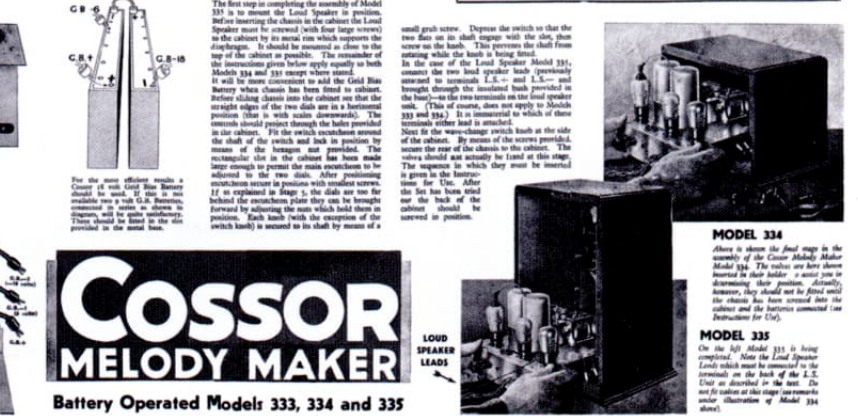 G.B.-6
G.B.+
G.B-18
For the most efficient results a
Cossor 18 volt Grid Bias Battery
should be used. If this is not
available two 9 volt G.B. Batteries,
connected in series as shown in
diagram, will be quite satisfactory.
These should be fitted in the slot
provided in the metal base.
The first step in completing the assembly of Model
335 is to mount the Loud Speaker in position.
Before inserting the chassis in the cabinet the Loud
Speaker must be screwed (with four large screws)
to the cabinet by its metal rim which supports the
diaphragm. It should be mounted as close to the
top of the cabinet as possible. The remainder of
the instructions given below apply equally to both
Models 334 and 335 except where stated.
It will be more convenient to add the Grid Bias
Battery when chassis has been fitted to cabinet.
Before sliding chassis into the cabinet see that the
straight edges of the two dials are in a horizontal
position (that is with scales downwards). The
controls should project through the holes provided
in the cabinet. Fit the switch escutcheon around
the shaft of the switch and lock in position by
means of the hexagon nut provided. The
rectangular slot in the cabinet has been made
large enough to permit the main escutcheon to be
adjusted to the two dials. After positioning
escutcheon secure in position with smallest screws.
If as explained in Stage 5, the dials are too far
behind the escutcheon plate they can be brought
forward by adjusting the nuts which hold them in
position. Each knob (with the exception of the
switch knob) is secured to its shaft by means of a
small grub screw. Depress the switch so that the
two flats on its shaft engage with the slot, then
screw on the knob. This prevents the shaft from
rotating while the knob is being fitted.
In the case of the Loud Speaker Model 335,
connect the two loud speaker leads (previously
attached to terminals L.S.+ and L.S.— and
brought through the insulated bush provided in
the base)—to the two terminals on the loud speaker
unit. (This of course, does not apply to Models
333 and 334.) It is immaterial to which of these
terminals either lead is attached.
Next fit the wave-change switch knob at the side
of the cabinet. By means of the screws provided,
secure the rear of the chassis to the cabinet. The
valves should not actually be fitted at this stage.
The sequence in which they must be inserted
is given in the Instruc-
tions for Use. After
the Set has been tried
out the back of the
cabinet should be
screwed in position.
COSSOR
MELODY MAKER
Battery Operated Models 333, 334 and 335
LOUD
SPEAKER
LEADS
MODEL 334
Above is shown the final stage in the
assembly of the Cossor Melody Maker
Model 334. The valves are here shown
inserted in their holder o assist you in
determining their position. Actually,
however, they should not be fitted until
the chassis has been screwed into the
cabinet and the batteries connected (see
Instructions for Use).
MODEL 335
On the left Model 335 is being
completed. Note the Loud Speaker
Leads which must be connected to the
terminals on the back of the L.S.
Unit as described in the text. Do
not fit valves at this stage (see remarks
under illustration of Model 334
above)